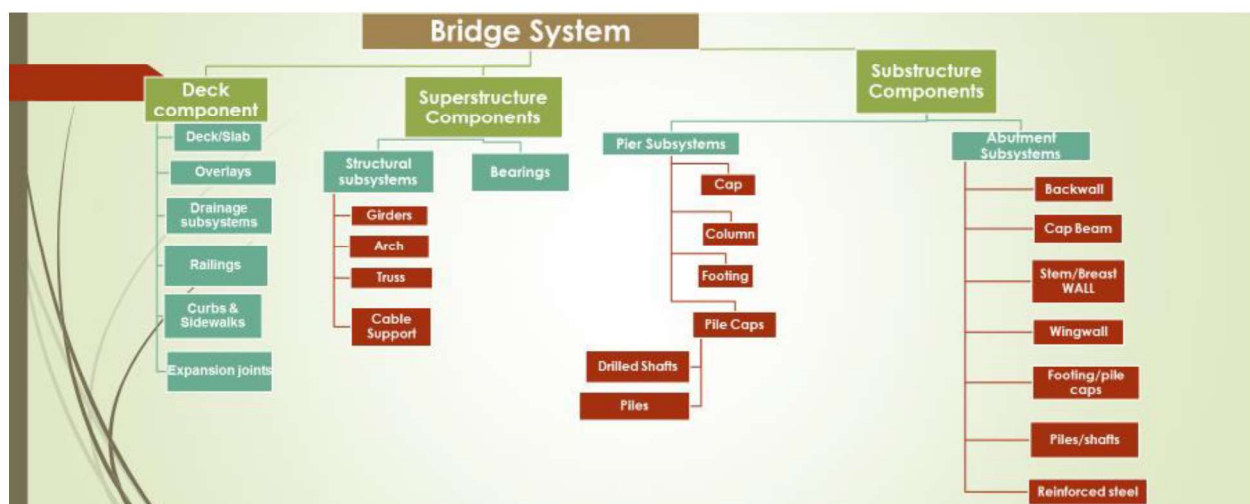 Bridge System
Deck
component
Deck/Slab
Overlays
Drainage
subsystems
Railings
Curbs &
Sidewalks
Expansion joints
Superstructure
Components
Structural
subsystems
Girders
Arch
Truss
Cable
Support
Bearings
Substructure
Components
Pier Subsystems
Cap
Column
Footing
Pile Caps
Drilled Shafts
Piles
Abutment
Subsystems
Backwall
Cap Beam
Stem/Breast
WALL
Wingwall
Footing/pile
caps
Piles/shafts
Reinforced steel